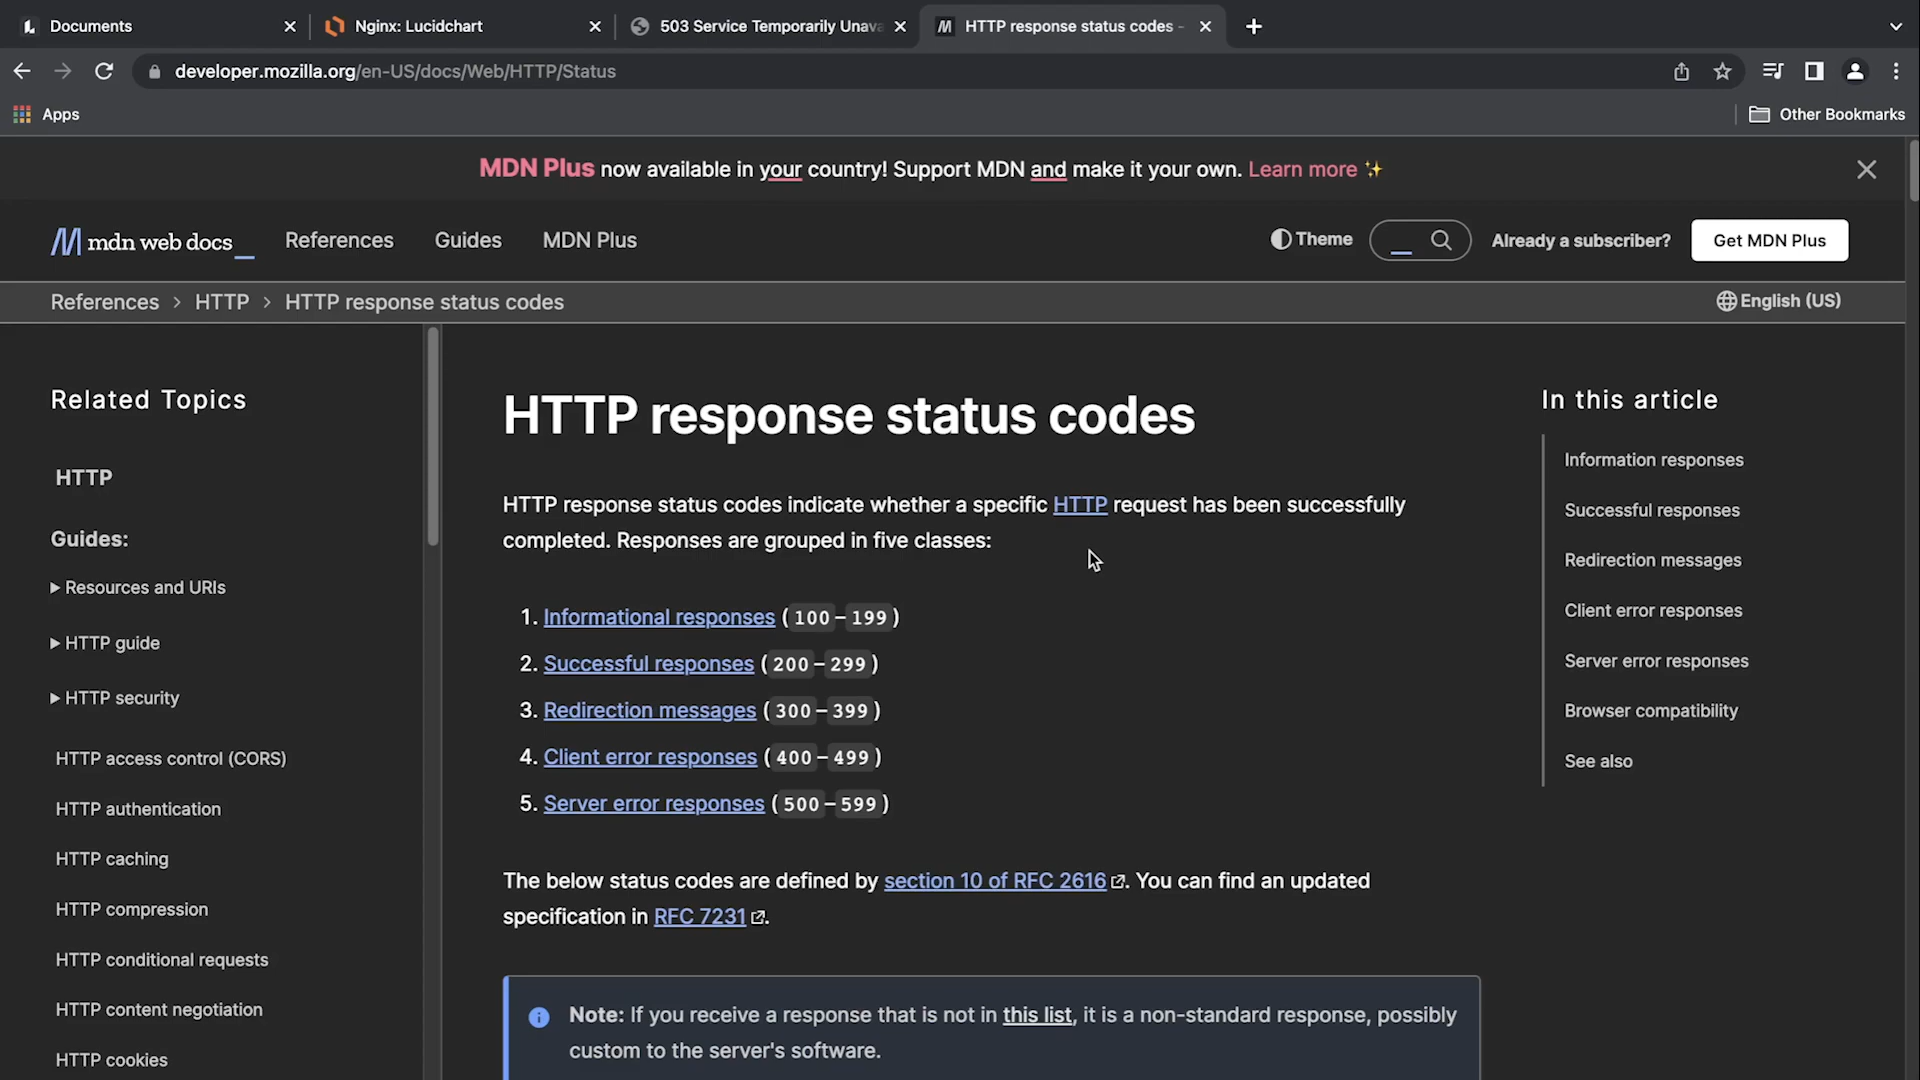 Documents
Nginx: Lucidchart
503 Service Temporarily Unava
HTTP response status codes -
developer.mozilla.org/en-US/docs/Web/HTTP/Status
Apps
Other Bookmarks
MDN Plus now available in your country! Support MDN and make it your own. Learn more ✨
mdn web docs _
References
Guides
MDN Plus
Theme
Already a subscriber?
Get MDN Plus
References > HTTP > HTTP response status codes
English (US)
Related Topics
HTTP
Guides:
Resources and URIs
HTTP guide
HTTP security
HTTP access control (CORS)
HTTP authentication
HTTP caching
HTTP compression
HTTP conditional requests
HTTP content negotiation
HTTP cookies
HTTP response status codes
HTTP response status codes indicate whether a specific HTTP request has been successfully
completed. Responses are grouped in five classes:
1. Informational responses (100–199)
2. Successful responses (200–299)
3. Redirection messages (300–399)
4. Client error responses (400–499)
5. Server error responses (500–599)
The below status codes are defined by section 10 of RFC 2616. You can find an updated
specification in RFC 7231.
Note: If you receive a response that is not in this list, it is a non-standard response, possibly
custom to the server's software.
In this article
Information responses
Successful responses
Redirection messages
Client error responses
Server error responses
Browser compatibility
See also